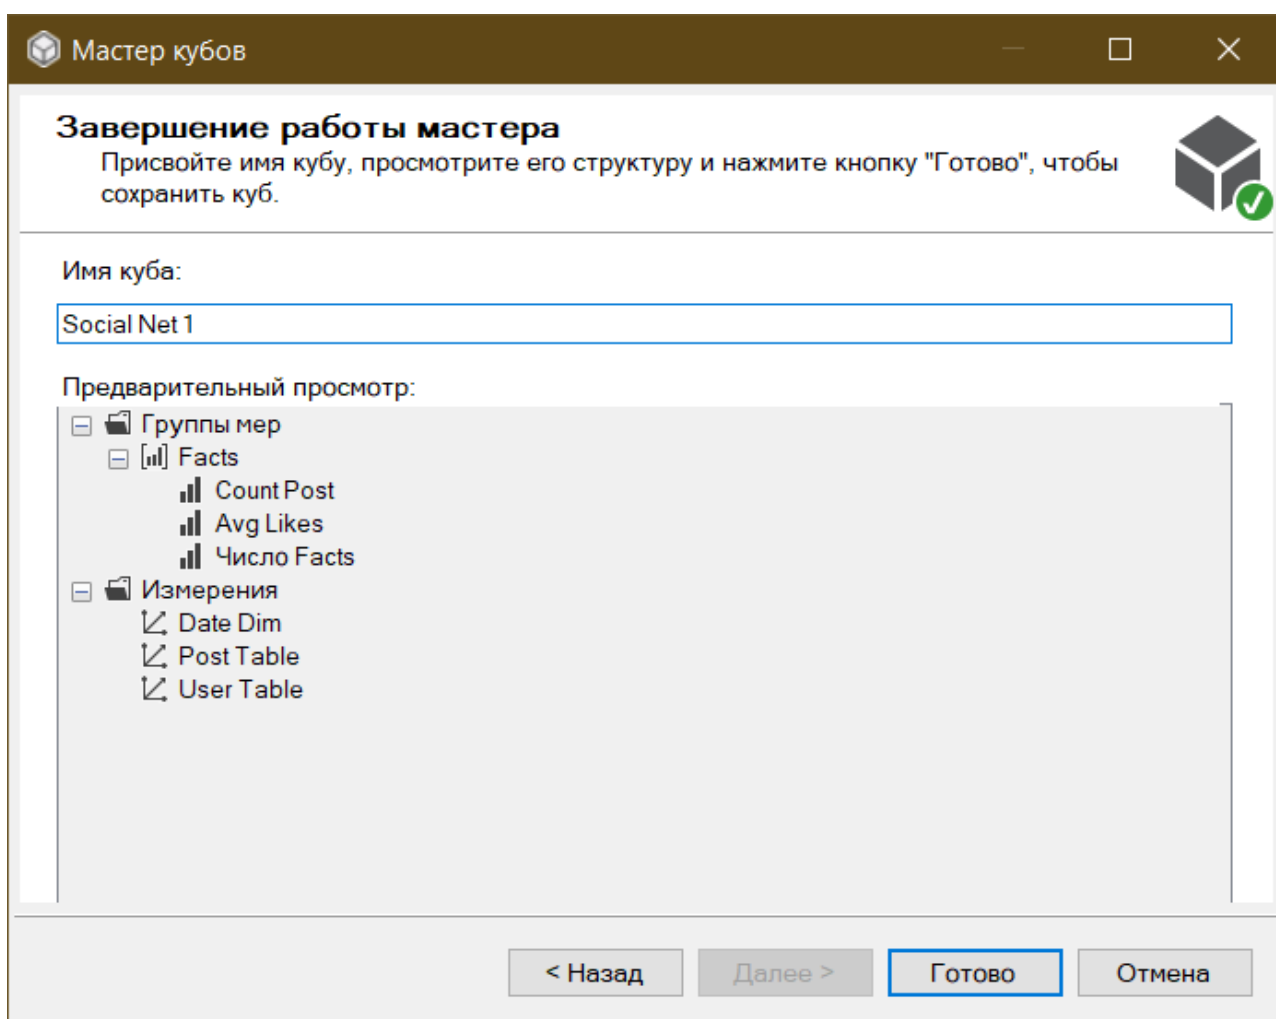 Мастер кубов
Завершение работы мастера
Присвойте имя кубу, просмотрите его структуру и нажмите кнопку "Готово", чтобы
сохранить куб.
Имя куба:
Social Net 1
Предварительный просмотр:
Группы мер
Facts
Count Post
Avg Likes
Число Facts
Измерения
Date Dim
Post Table
User Table
< Назад
Далее >
Готово
Отмена